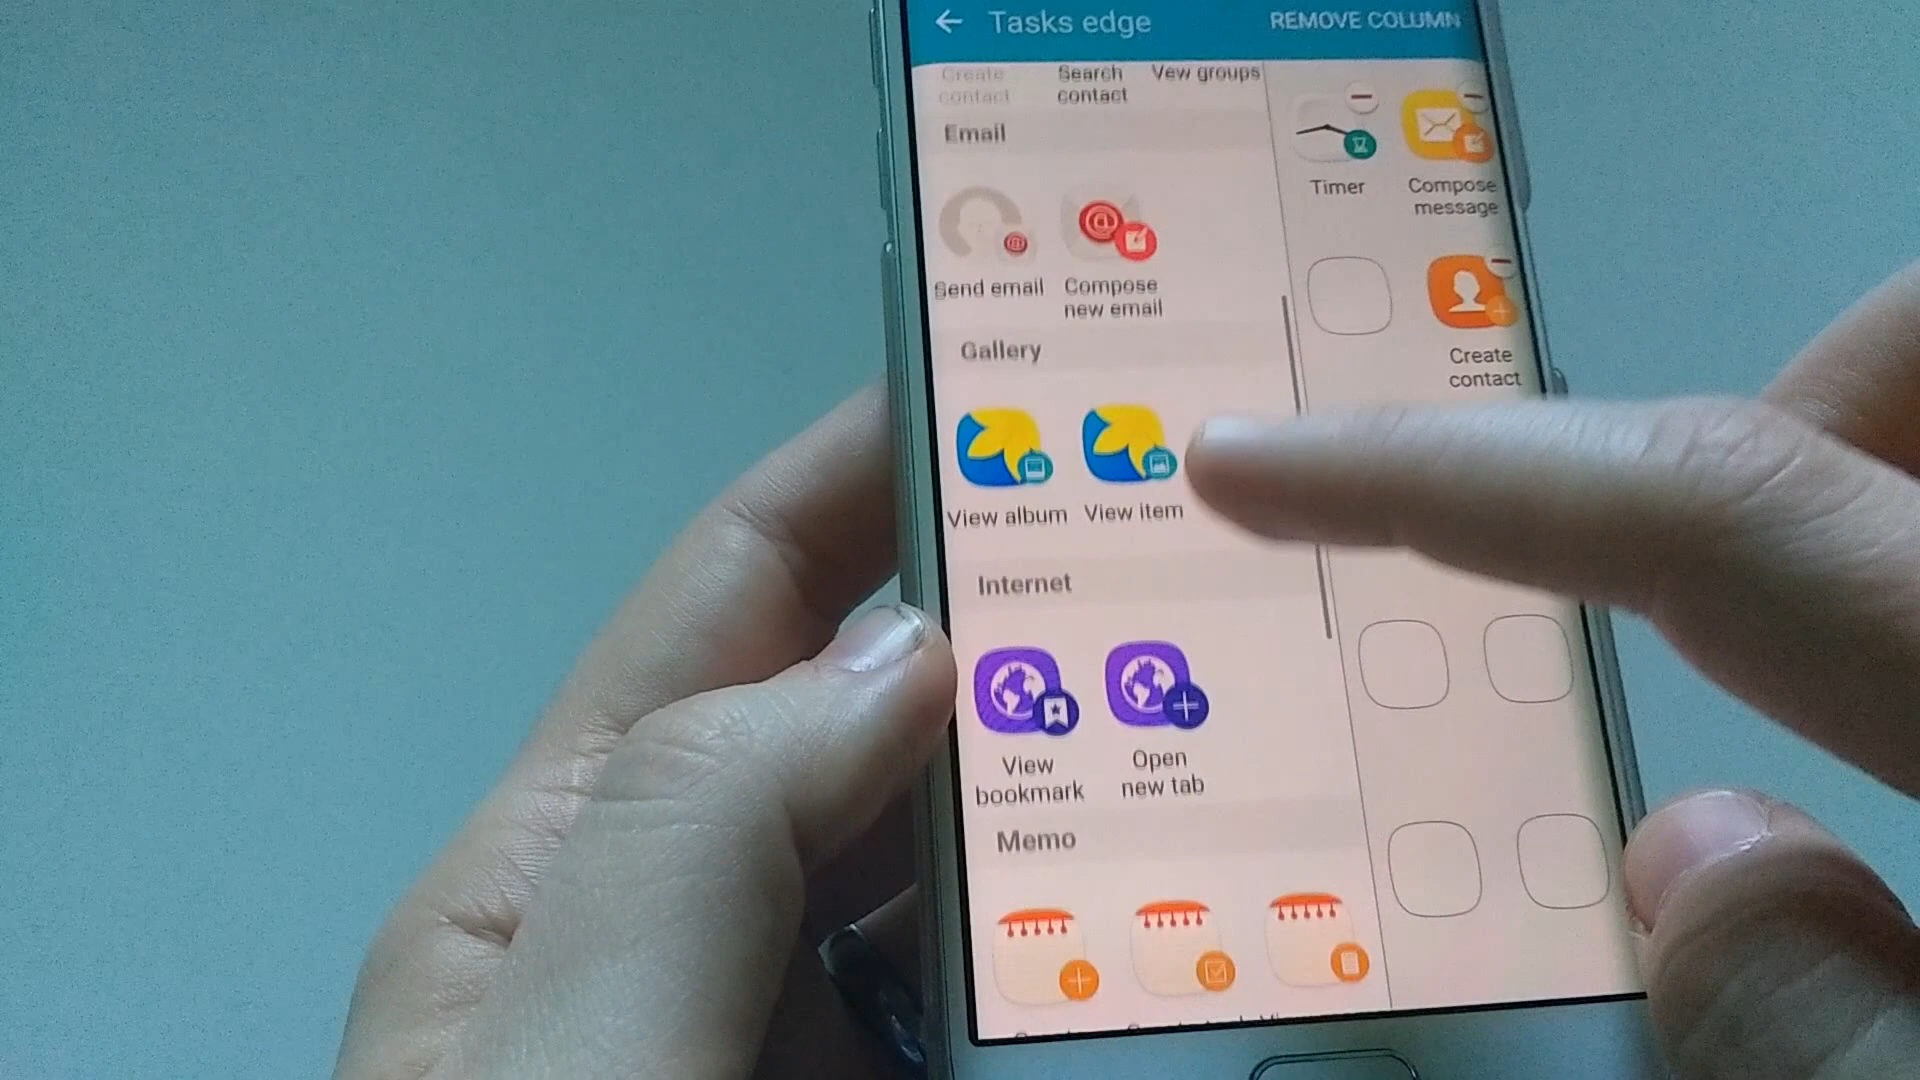 Tasks edge
REMOVE COLUMN
Create
contact
Search
contact
Vew groups
Email
Send email
Compose
new email
Gallery
View album
View item
Internet
View
bookmark
Open
new tab
Memo
Timer
Compose
message
Create
contact